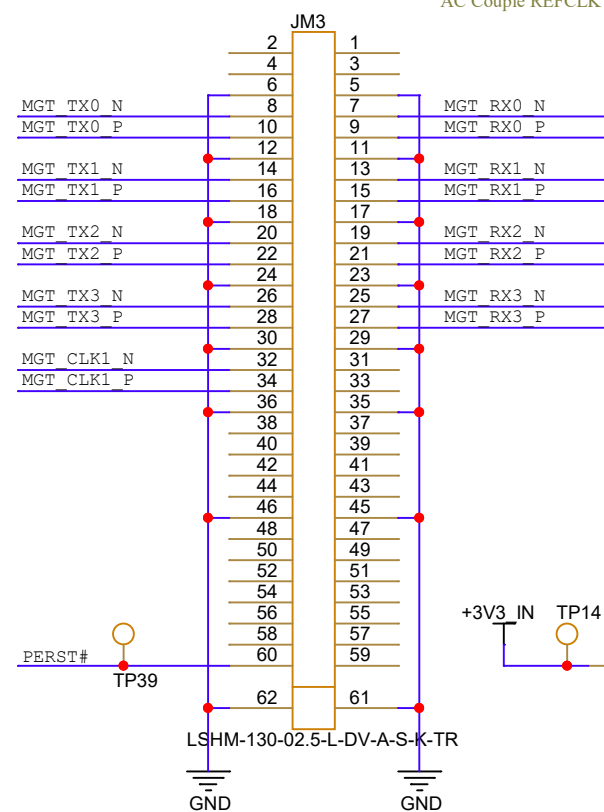 AC Couple REFCLK
JM3
2 1
4 3
6 5
MGT_TX0_N 8 7 MGT_RX0_N
MGT_TX0_P 10 9 MGT_RX0_P
12 11
MGT_TX1_N 14 13 MGT_RX1_N
MGT_TX1_P 16 15 MGT_RX1_P
18 17
MGT_TX2_N 20 19 MGT_RX2_N
MGT_TX2_P 22 21 MGT_RX2_P
24 23
MGT_TX3_N 26 25 MGT_RX3_N
MGT_TX3_P 28 27 MGT_RX3_P
30 29
MGT_CLK1_N 32 31
MGT_CLK1_P 34 33
36 35
38 37
40 39
42 41
44 43
46 45
48 47
50 49
52 51
54 53
56 55 +3V3_IN TP14
58 57
PERST# 60 59
TP39
62 61
LSHM-130-02.5-L-DV-A-S-K-TR
GND GND